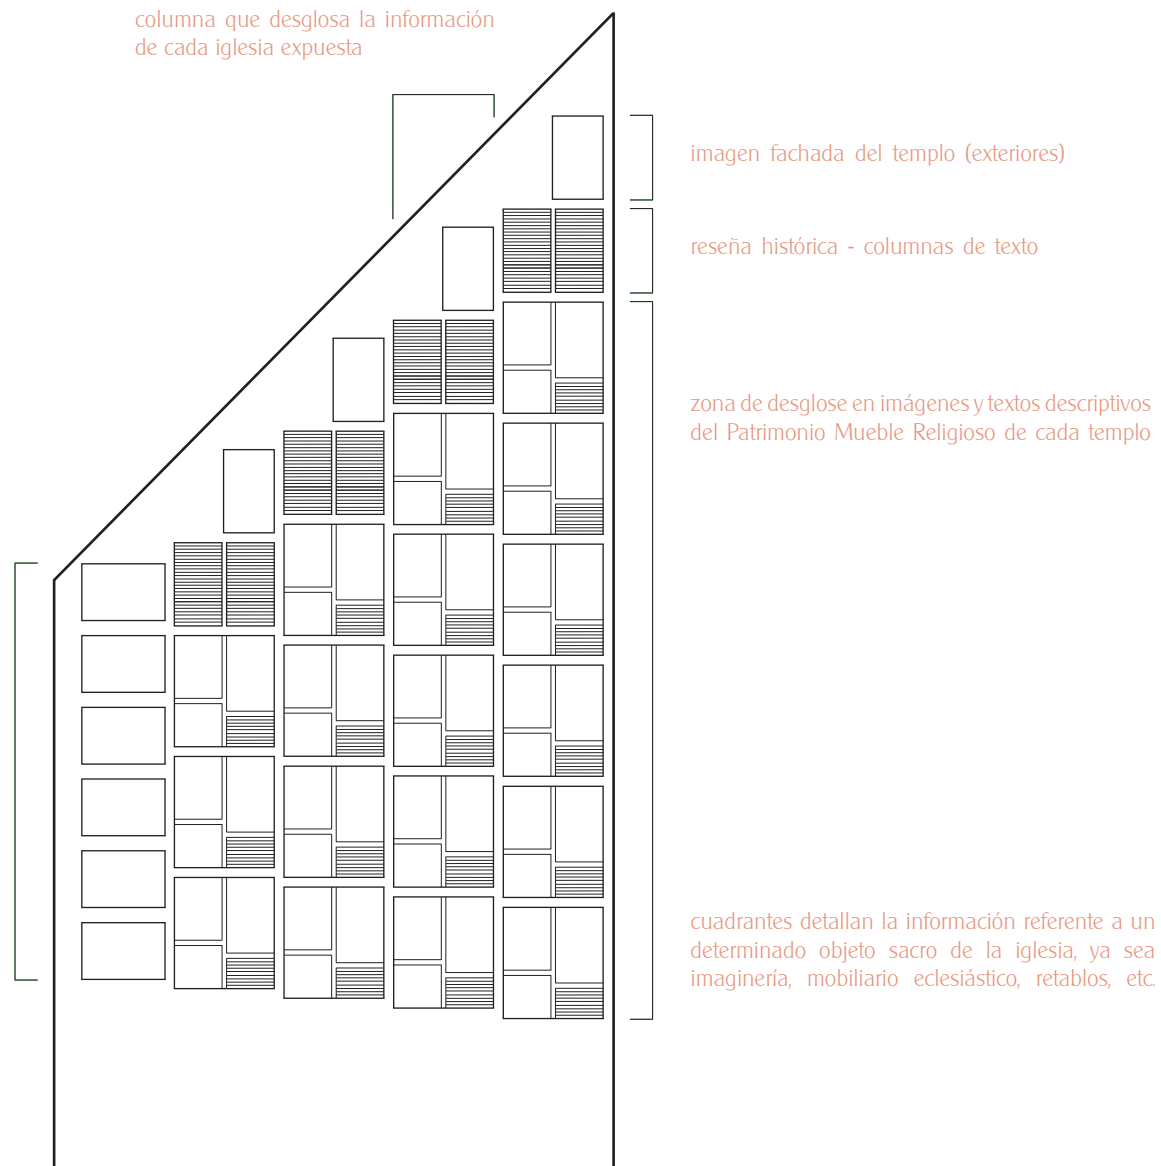 columna que desglosa la información
de cada iglesia expuesta
imagen fachada del templo (exteriores)
reseña histórica - columnas de texto
zona de desglose en imágenes y textos descriptivos
del Patrimonio Mueble Religioso de cada templo
cuadrantes detallan la información referente a un
determinado objeto sacro de la iglesia, ya sea
imaginería, mobiliario eclesiástico, retablos, etc.